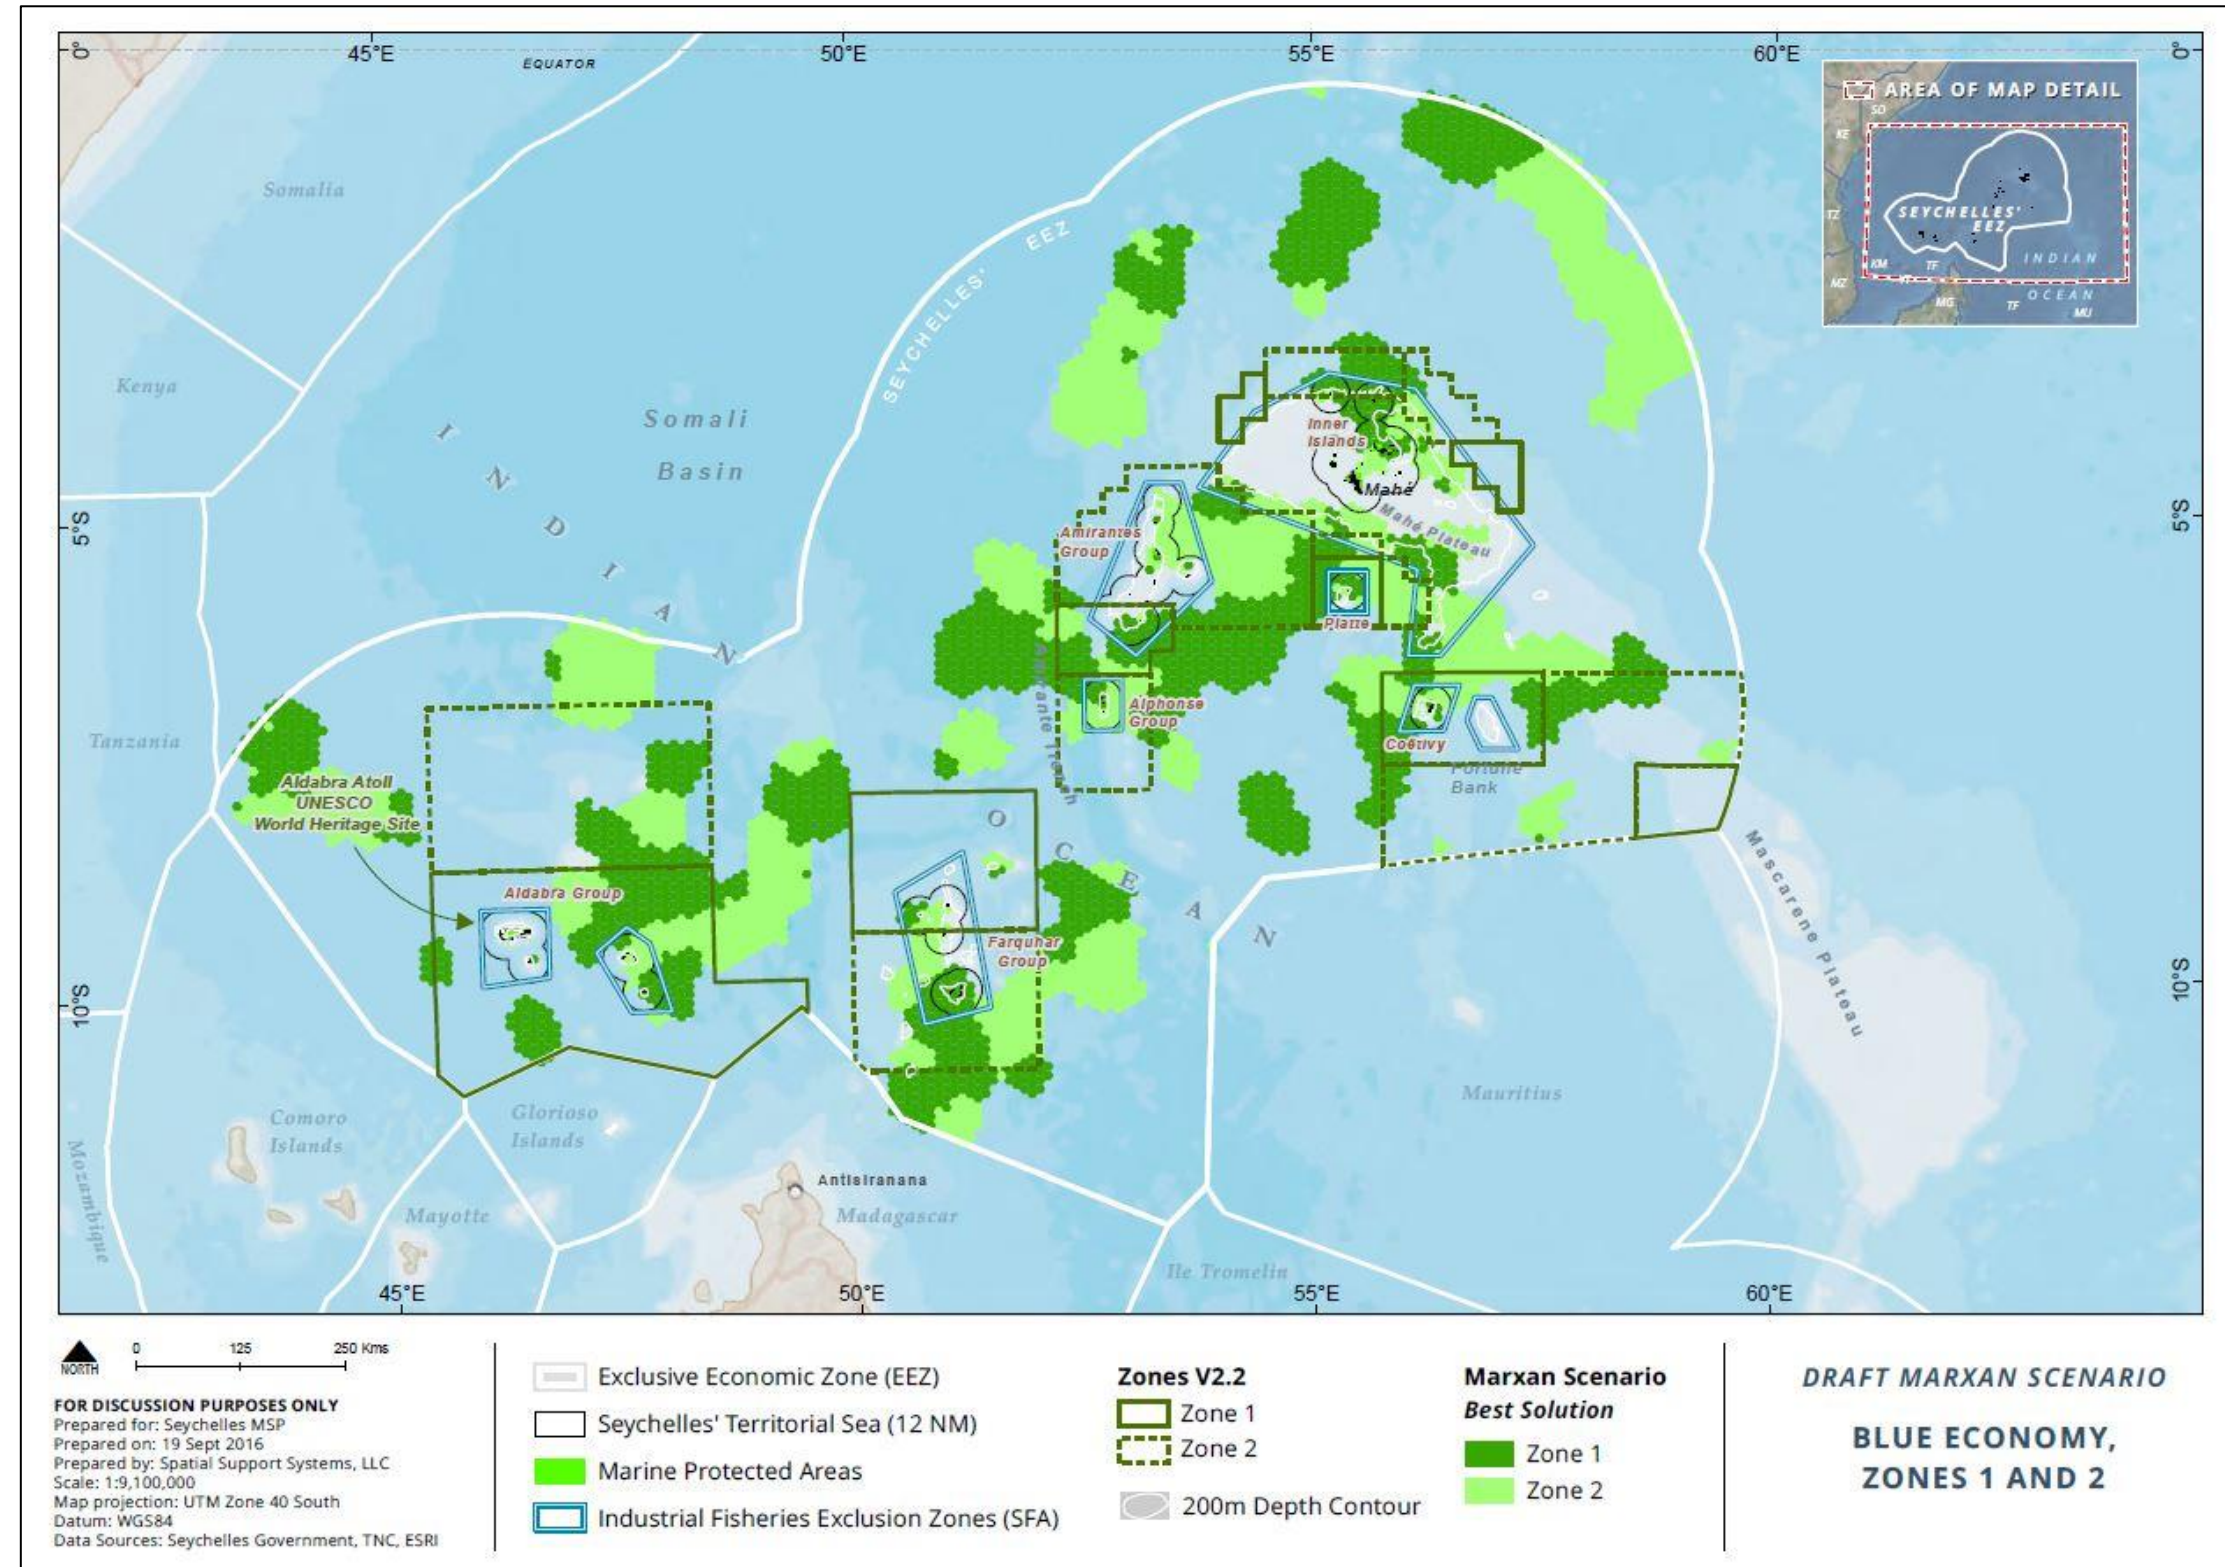 45°E
50°E
55°E
60°E
0°
0°
EQUATOR
AREA OF MAP DETAIL
SO
KE
TZ
SEYCHELLES'
EEZ
INDIAN
KM
TF
MZ
MG
TF
OCEAN
MU
Somalia
SEYCHELLES' EEZ
Kenya
Somali
Basin
INDIAN
Inner
Islands
Mahé
Mahé Plateau
5°S
5°S
Amirantes
Group
Platte
Tanzania
Alphonse
Group
Amirante Trench
Coëtivy
Fortune
Bank
Aldabra Atoll
UNESCO
World Heritage Site
OCEAN
Aldabra Group
Farquhar
Group
Mascarene Plateau
10°S
10°S
Comoro
Islands
Glorioso
Islands
Mauritius
Mozambique
Mayotte
Antisiranana
Madagascar
Ile Tromelin
45°E
50°E
55°E
60°E
NORTH
0 125 250 Kms
FOR DISCUSSION PURPOSES ONLY
Prepared for: Seychelles MSP
Prepared on: 19 Sept 2016
Prepared by: Spatial Support Systems, LLC
Scale: 1:9,100,000
Map projection: UTM Zone 40 South
Datum: WGS84
Data Sources: Seychelles Government, TNC, ESRI
Exclusive Economic Zone (EEZ)
Seychelles' Territorial Sea (12 NM)
Marine Protected Areas
Industrial Fisheries Exclusion Zones (SFA)
Zones V2.2
Zone 1
Zone 2
200m Depth Contour
Marxan Scenario
Best Solution
Zone 1
Zone 2
DRAFT MARXAN SCENARIO
BLUE ECONOMY,
ZONES 1 AND 2